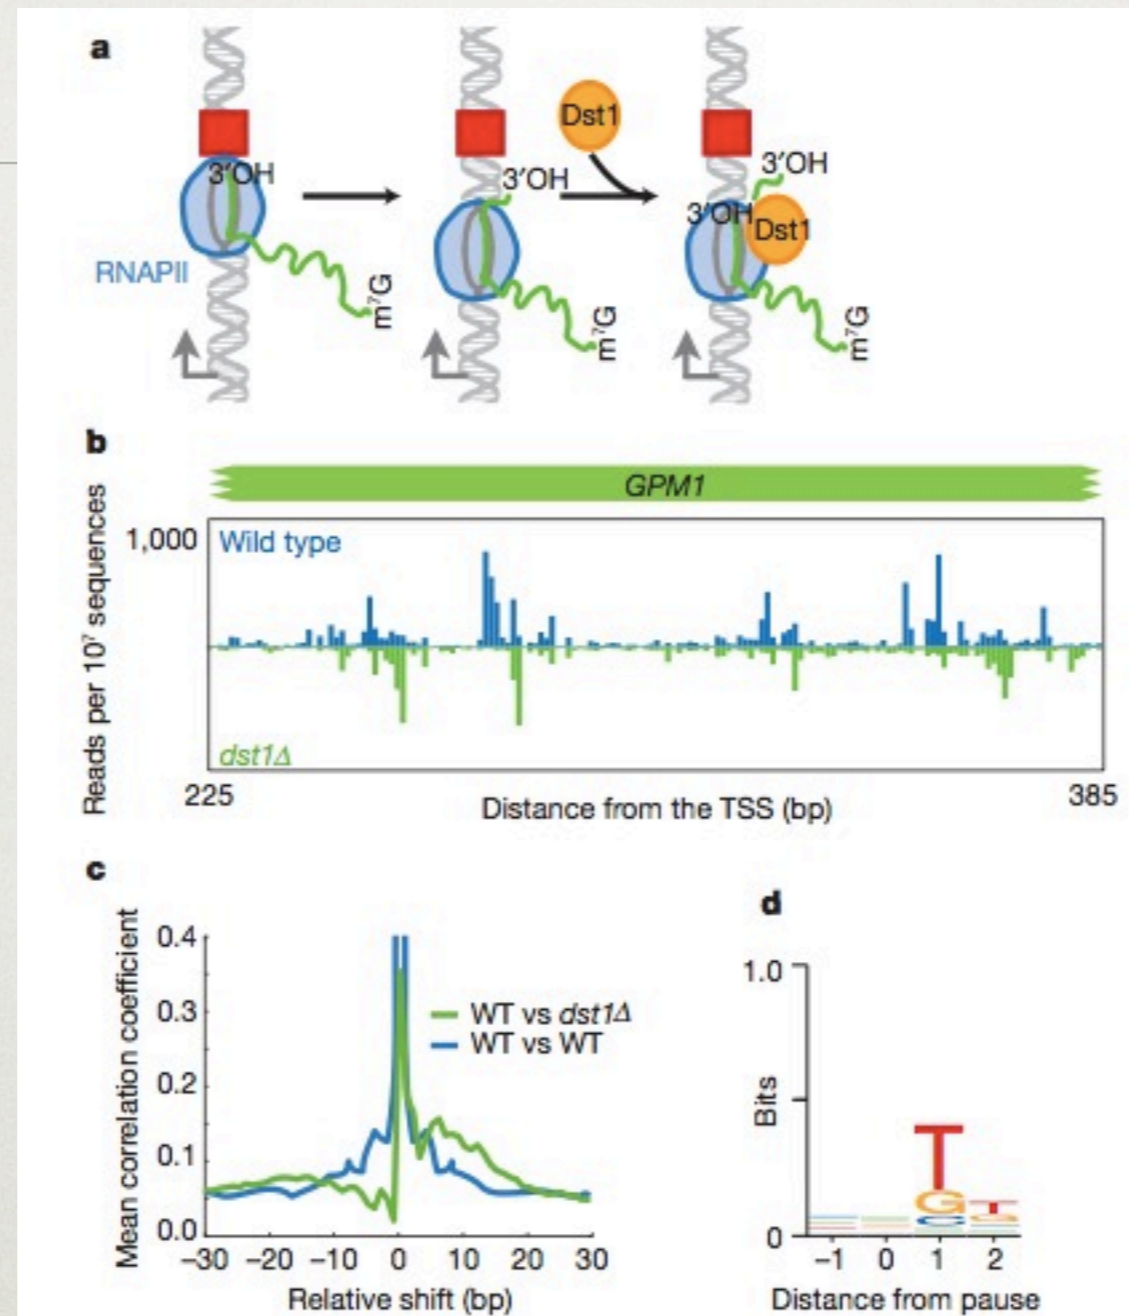 a
Dst1
3′OH
3′OH
3′OH
3′OH
Dst1
RNAPII
m⁷G
m⁷G
m⁷G
b
GPM1
Reads per 10⁷ sequences
1,000
Wild type
dst1Δ
225
385
Distance from the TSS (bp)
c
Mean correlation coefficient
0.4
0.3
0.2
0.1
0.0
WT vs dst1Δ
WT vs WT
–30 –20 –10 0 10 20 30
Relative shift (bp)
d
Bits
1.0
0
T
G
C
T
G
–1 0 1 2
Distance from pause